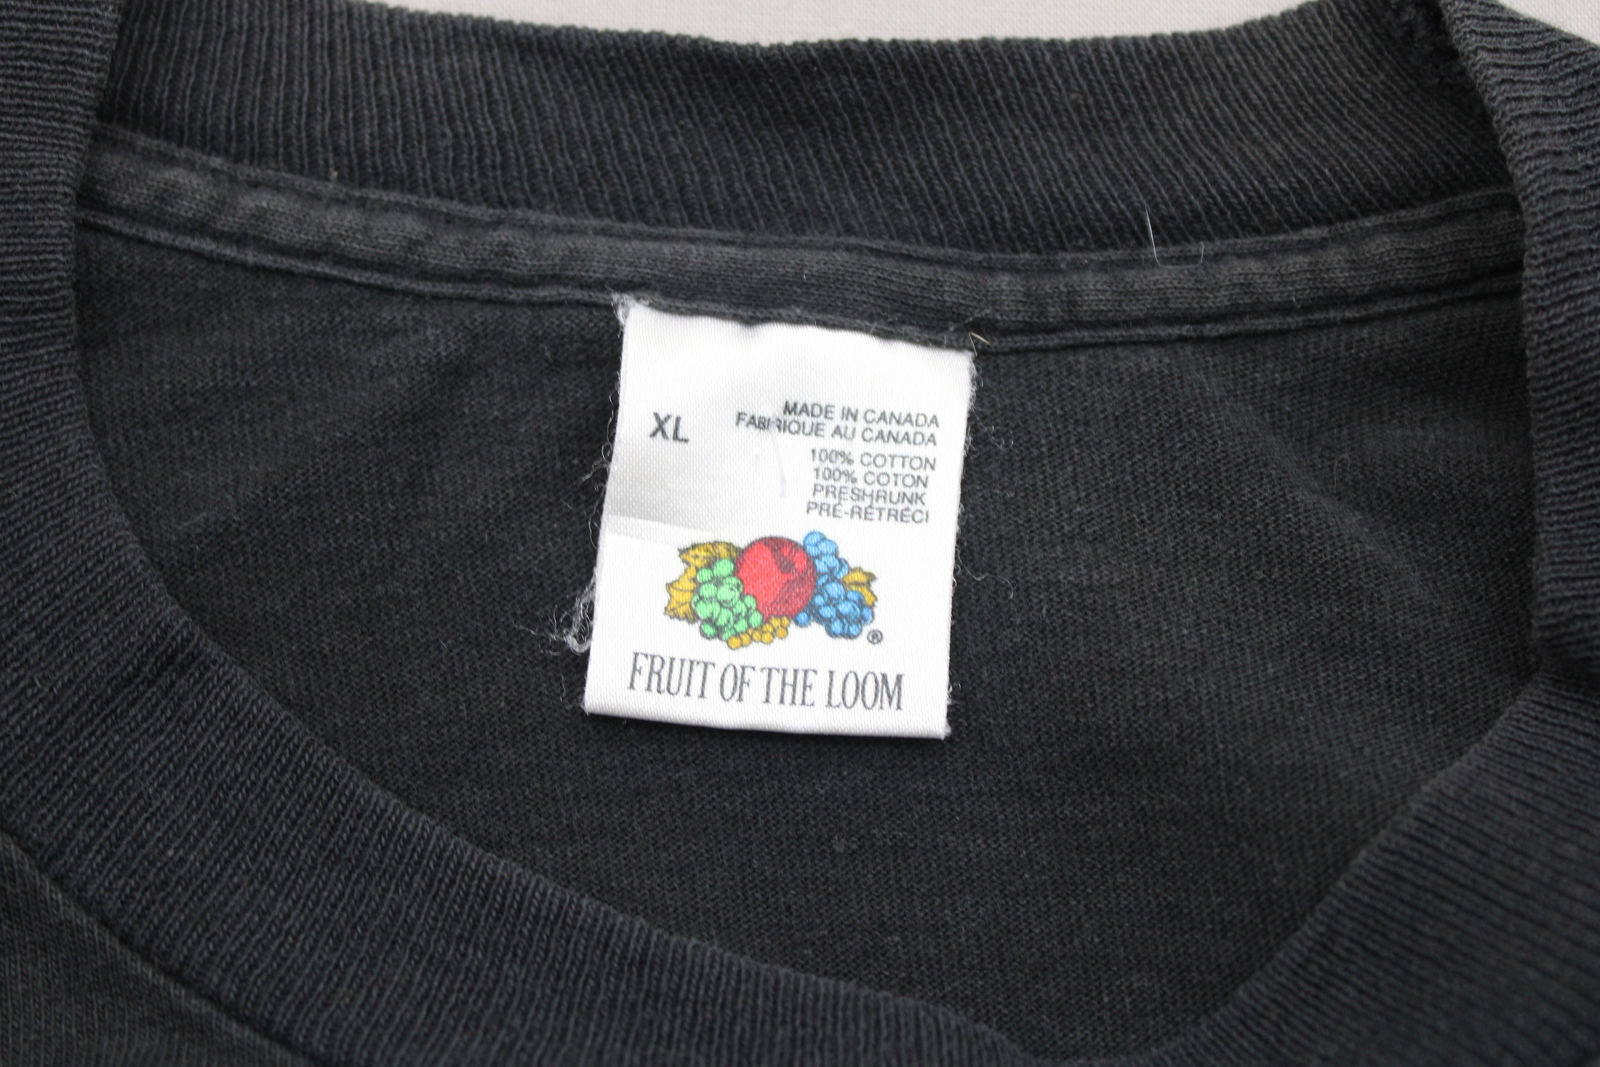 XL
MADE IN CANADA
FABRIQUE AU CANADA
100% COTTON
100% COTON
PRESHRUNK
PRÉ-RÉTRÉCI
®
FRUIT OF THE LOOM